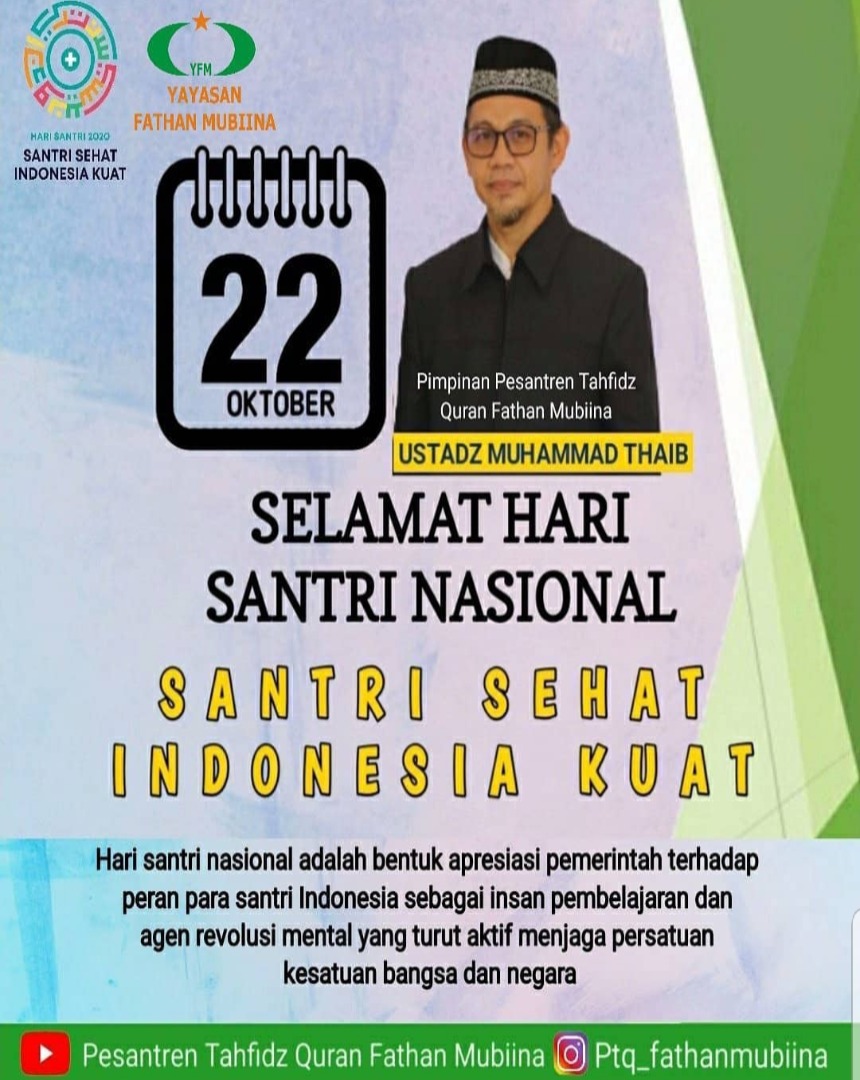 HARI SANTRI 2020
SANTRI SEHAT
INDONESIA KUAT
YFM
YAYASAN
FATHAN MUBIINA
22
OKTOBER
Pimpinan Pesantren Tahfidz
Quran Fathan Mubiina
USTADZ MUHAMMAD THAIB
SELAMAT HARI
SANTRI NASIONAL
SANTRI SEHAT
INDONESIA KUAT
Hari santri nasional adalah bentuk apresiasi pemerintah terhadap
peran para santri Indonesia sebagai insan pembelajaran dan
agen revolusi mental yang turut aktif menjaga persatuan
kesatuan bangsa dan negara
Pesantren Tahfidz Quran Fathan Mubiina Ptq_fathanmubiina